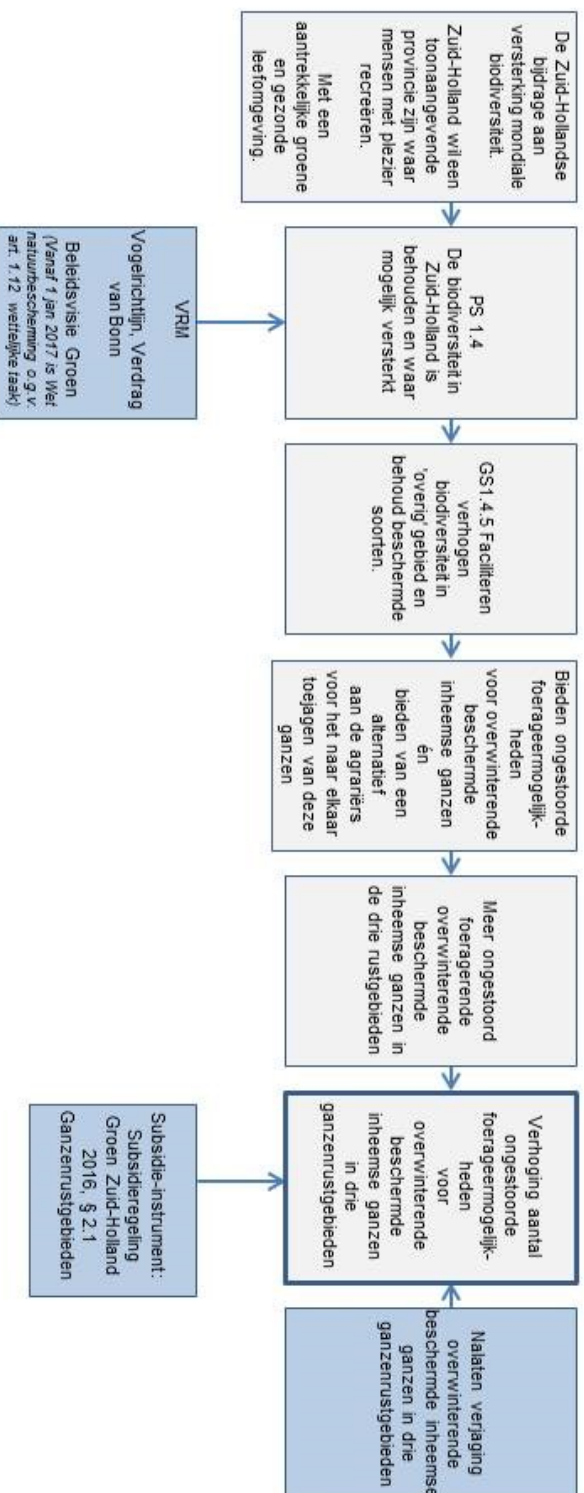 De Zuid-Hollandse
bijdrage aan
versterking mondiale
biodiversiteit.
Zuid-Holland wil een
toonaangevende
provincie zijn waar
mensen met plezier
recreëren.
Met een
aantrekkelijke groene
en gezonde
leefomgeving.
PS 1.4
De biodiversiteit in
Zuid-Holland is
behouden en waar
mogelijk versterkt
VRM
Vogelrichtlijn, Verdrag
van Bonn
Beleidsvisie Groen
(Vanaf 1 jan. 2017 is Wet
natuurbescherming o.g.v.
art. 1.12 wettelijke taak)
GS1.4.5 Faciliteren
verhogen
biodiversiteit in
'overig' gebied en
behoud beschermde
soorten.
Bieden ongestoorde
foerageermogelijk-
heden
voor overwinterende
beschermde
inheemse ganzen
én
bieden van een
alternatief
aan de agrariërs
voor het naar elkaar
toejagen van deze
ganzen
Meer ongestoord
foeragerende
overwinterende
beschermde
inheemse ganzen in
de drie rustgebieden
Verhoging aantal
ongestoorde
foerageermogelijk-
heden
voor
overwinterende
beschermde
inheemse ganzen
in drie
ganzenrustgebieden
Subsidie-instrument:
Subsidieregeling
Groen Zuid-Holland
2016, § 2.1
Ganzenrustgebieden
Nalaten verjaging
overwinterende
beschermde inheemse
ganzen in drie
ganzenrustgebieden